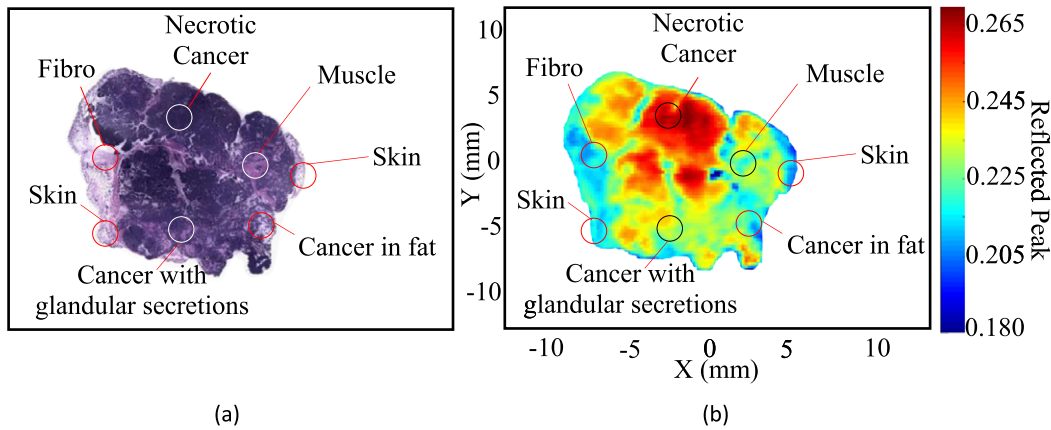 Necrotic
Cancer
Fibro
Muscle
Skin
Skin
Cancer in fat
Cancer with
glandular secretions
(a)
10
5
0
-5
-10
Y (mm)
Necrotic
Cancer
Fibro
Muscle
Skin
Skin
Cancer in fat
Cancer with
glandular secretions
-10
-5
0
5
10
X (mm)
0.265
0.245
0.225
0.205
0.180
Reflected Peak
(b)